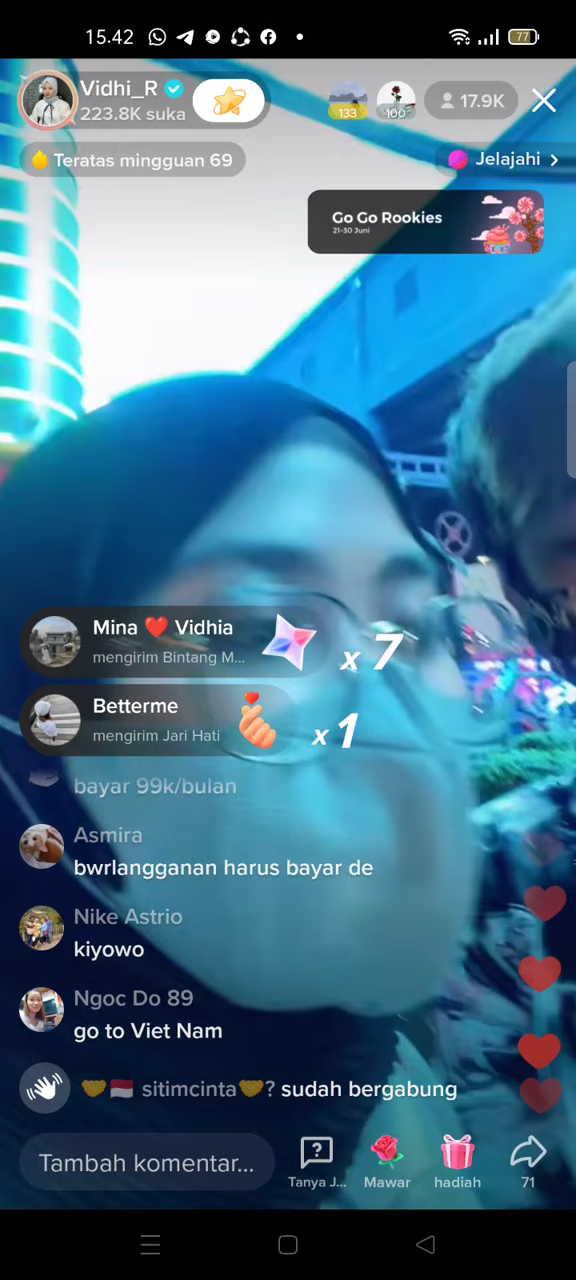 15.42
77
Vidhi_R
223.8K suka
133
100
17.9K
Teratas mingguan 69
Jelajahi >
Go Go Rookies
21-30 Juni
Mina ❤️ Vidhia
mengirim Bintang M...
x 7
Betterme
mengirim Jari Hati
x 1
bayar 99k/bulan
Asmira
bwrlangganan harus bayar de
Nike Astrio
kiyowo
Ngoc Do 89
go to Viet Nam
🤝🇮🇩 sitimcinta🤝? sudah bergabung
Tambah komentar...
Tanya J...
Mawar
hadiah
71